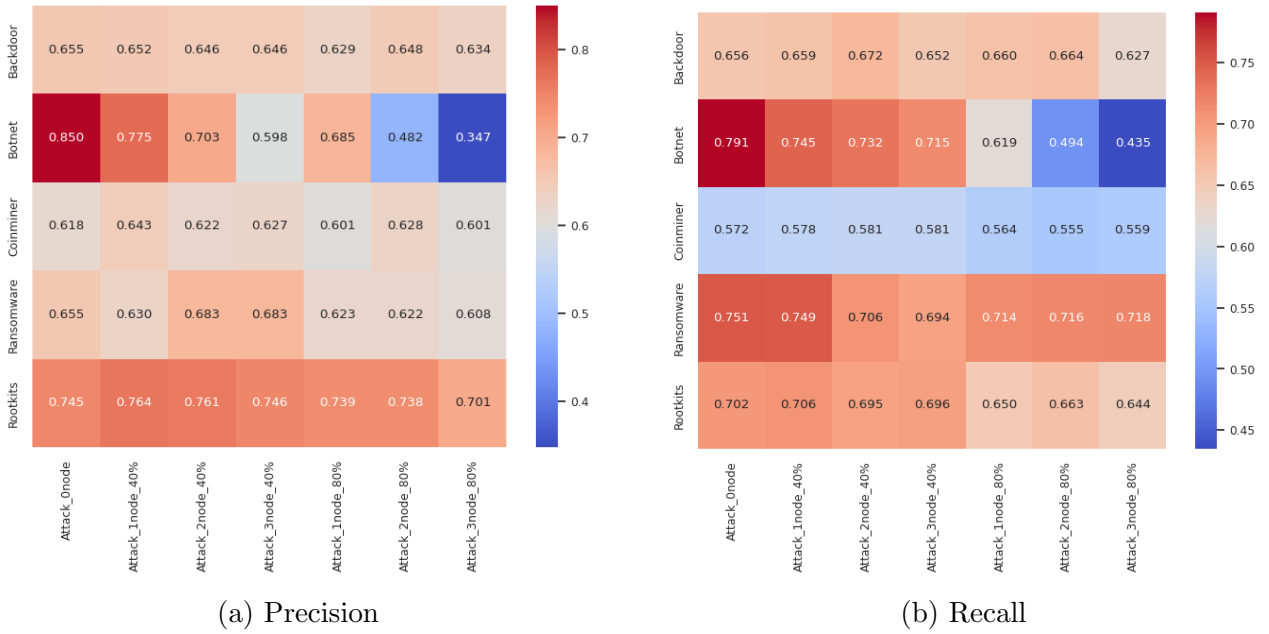 Backdoor 0.655 0.652 0.646 0.646 0.629 0.648 0.634
Botnet 0.850 0.775 0.703 0.598 0.685 0.482 0.347
Coinminer 0.618 0.643 0.622 0.627 0.601 0.628 0.601
Ransomware 0.655 0.630 0.683 0.683 0.623 0.622 0.608
Rootkits 0.745 0.764 0.761 0.746 0.739 0.738 0.701
Attack_0node
Attack_1node_40%
Attack_2node_40%
Attack_3node_40%
Attack_1node_80%
Attack_2node_80%
Attack_3node_80%
0.8
0.7
0.6
0.5
0.4
(a) Precision
Backdoor 0.656 0.659 0.672 0.652 0.660 0.664 0.627
Botnet 0.791 0.745 0.732 0.715 0.619 0.494 0.435
Coinminer 0.572 0.578 0.581 0.581 0.564 0.555 0.559
Ransomware 0.751 0.749 0.706 0.694 0.714 0.716 0.718
Rootkits 0.702 0.706 0.695 0.696 0.650 0.663 0.644
Attack_0node
Attack_1node_40%
Attack_2node_40%
Attack_3node_40%
Attack_1node_80%
Attack_2node_80%
Attack_3node_80%
0.75
0.70
0.65
0.60
0.55
0.50
0.45
(b) Recall